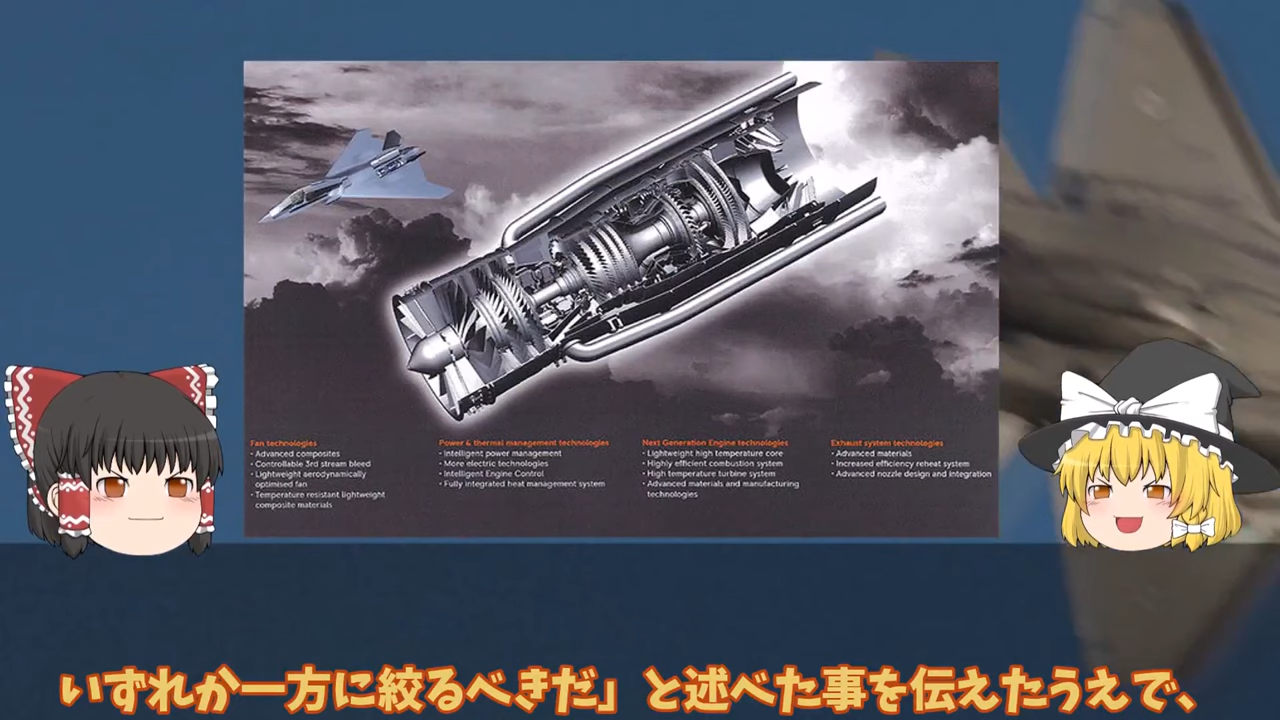 Fan technologies
- Advanced composites
- Controllable 3rd stream bleed
- Lightweight aerodynamically
optimised fan
- Temperature resistant lightweight
composite materials
Power & thermal management technologies
- Intelligent power management
- More electric technologies
- Intelligent Engine Control
- Fully integrated heat management system
Next Generation Engine technologies
- Lightweight high temperature core
- Highly efficient combustion system
- High temperature turbine system
- Advanced materials and manufacturing
technologies
Exhaust system technologies
- Advanced materials
- Increased efficiency reheat system
- Advanced nozzle design and integration
いずれか一方に絞るべきだ」と述べた事を伝えたうえで、